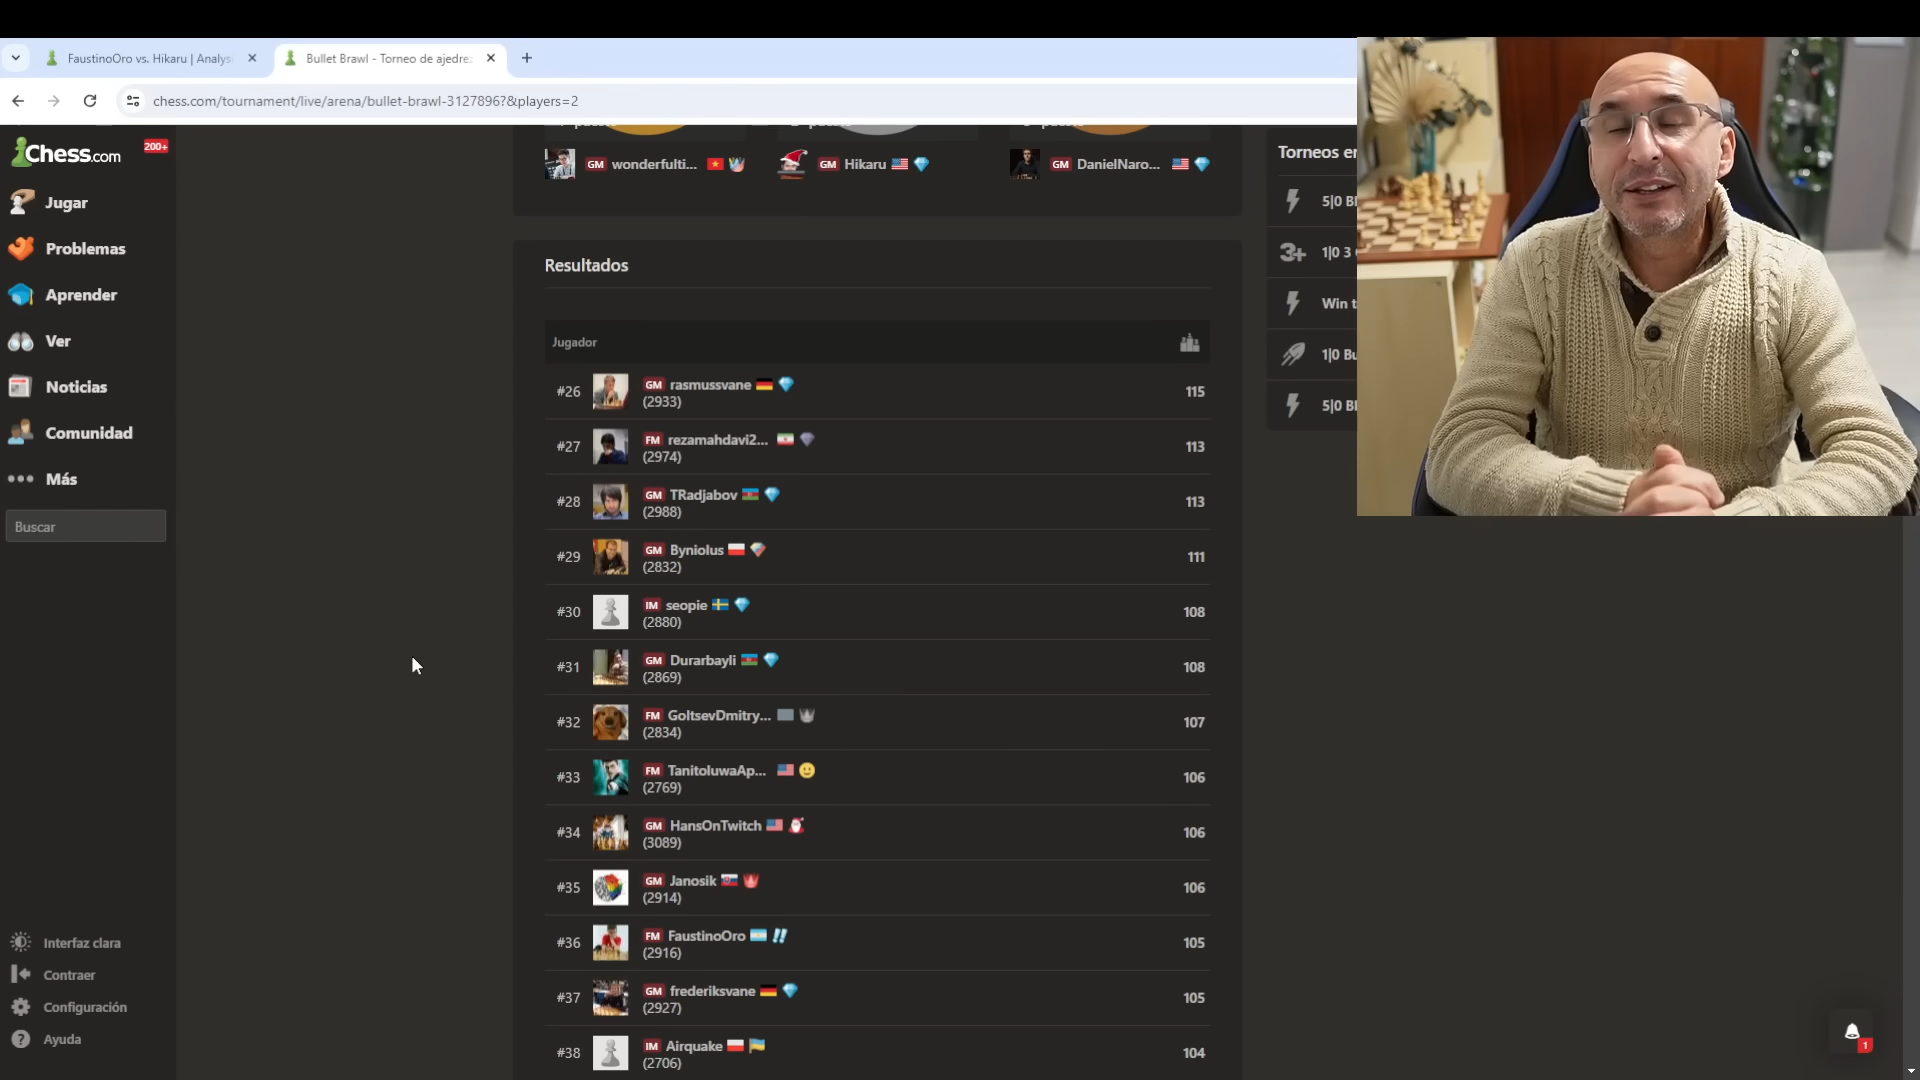 FaustinoOro vs. Hikaru | Analys
Bullet Brawl - Torneo de ajedre
chess.com/tournament/live/arena/bullet-brawl-3127896?&players=2
Chess.com
200+
Jugar
Problemas
Aprender
Ver
Noticias
Comunidad
Más
Buscar
Interfaz clara
Contraer
Configuración
Ayuda
GM wonderfulti...
GM Hikaru
GM DanielNaro...
Resultados
Jugador
#26 GM rasmussvane 115
(2933)
#27 FM rezamahdavi2... 113
(2974)
#28 GM TRadjabov 113
(2988)
#29 GM Byniolus 111
(2832)
#30 IM seopie 108
(2880)
#31 GM Durarbayli 108
(2869)
#32 FM GoltsevDmitry... 107
(2834)
#33 FM TanitoluwaAp... 106
(2769)
#34 GM HansOnTwitch 106
(3089)
#35 GM Janosik 106
(2914)
#36 FM FaustinoOro 105
(2916)
#37 GM frederiksvane 105
(2927)
#38 IM Airquake 104
(2706)
Torneos en
5|0 Bl
3+ 1|0 3
Win t
1|0 Bu
5|0 Bl
1